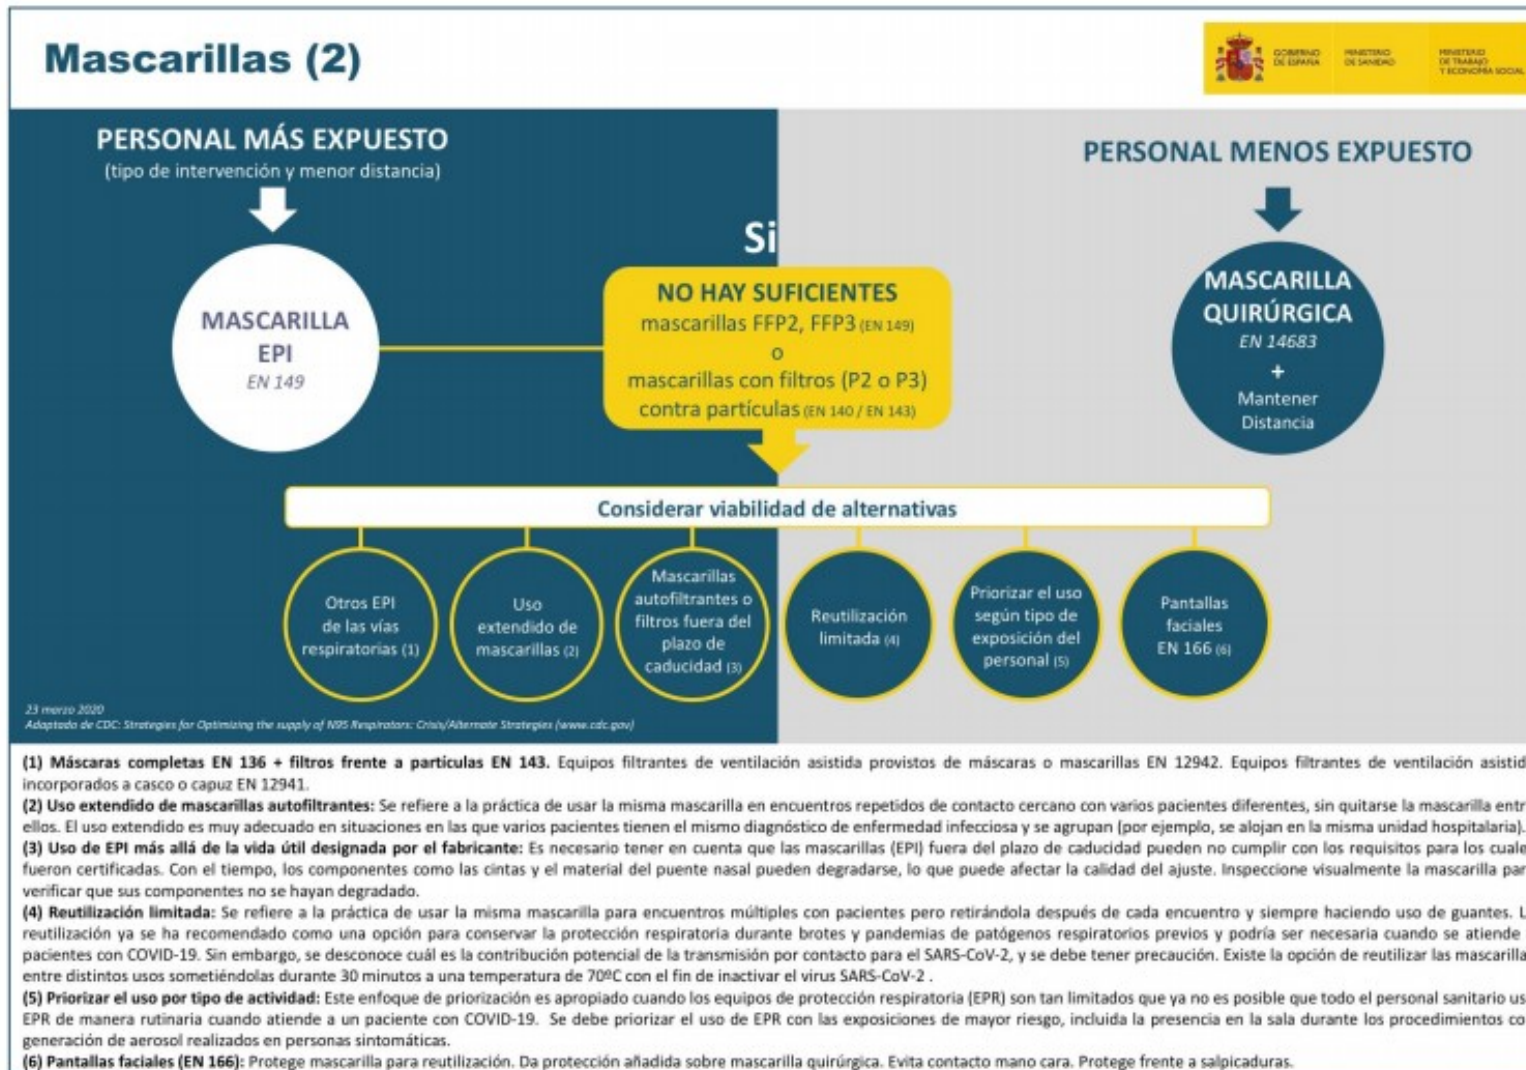 Mascarillas (2)
GOBIERNO
DE ESPAÑA
MINISTERIO
DE SANIDAD
MINISTERIO
DE TRABAJO
Y ECONOMÍA SOCIAL
PERSONAL MÁS EXPUESTO
(tipo de intervención y menor distancia)
MASCARILLA
EPI
EN 149
Si
NO HAY SUFICIENTES
mascarillas FFP2, FFP3 (EN 149)
o
mascarillas con filtros (P2 o P3)
contra partículas (EN 140 / EN 143)
PERSONAL MENOS EXPUESTO
MASCARILLA
QUIRÚRGICA
EN 14683
+
Mantener
Distancia
Considerar viabilidad de alternativas
Otros EPI
de las vías
respiratorias (1)
Uso
extendido de
mascarillas (2)
Mascarillas
autofiltrantes o
filtros fuera del
plazo de
caducidad (3)
Reutilización
limitada (4)
Priorizar el uso
según tipo de
exposición del
personal (5)
Pantallas
faciales
EN 166 (6)
23 marzo 2020
Adaptado de CDC: Strategies for Optimizing the supply of N95 Respirators: Crisis/Alternate Strategies (www.cdc.gov)
(1) Máscaras completas EN 136 + filtros frente a partículas EN 143. Equipos filtrantes de ventilación asistida provistos de máscaras o mascarillas EN 12942. Equipos filtrantes de ventilación asistid
incorporados a casco o capuz EN 12941.
(2) Uso extendido de mascarillas autofiltrantes: Se refiere a la práctica de usar la misma mascarilla en encuentros repetidos de contacto cercano con varios pacientes diferentes, sin quitarse la mascarilla entr
ellos. El uso extendido es muy adecuado en situaciones en las que varios pacientes tienen el mismo diagnóstico de enfermedad infecciosa y se agrupan (por ejemplo, se alojan en la misma unidad hospitalaria).
(3) Uso de EPI más allá de la vida útil designada por el fabricante: Es necesario tener en cuenta que las mascarillas (EPI) fuera del plazo de caducidad pueden no cumplir con los requisitos para los cuale
fueron certificadas. Con el tiempo, los componentes como las cintas y el material del puente nasal pueden degradarse, lo que puede afectar la calidad del ajuste. Inspeccione visualmente la mascarilla par
verificar que sus componentes no se hayan degradado.
(4) Reutilización limitada: Se refiere a la práctica de usar la misma mascarilla para encuentros múltiples con pacientes pero retirándola después de cada encuentro y siempre haciendo uso de guantes. L
reutilización ya se ha recomendado como una opción para conservar la protección respiratoria durante brotes y pandemias de patógenos respiratorios previos y podría ser necesaria cuando se atiende
pacientes con COVID-19. Sin embargo, se desconoce cuál es la contribución potencial de la transmisión por contacto para el SARS-CoV-2, y se debe tener precaución. Existe la opción de reutilizar las mascarilla
entre distintos usos sometiéndolas durante 30 minutos a una temperatura de 70ºC con el fin de inactivar el virus SARS-CoV-2 .
(5) Priorizar el uso por tipo de actividad: Este enfoque de priorización es apropiado cuando los equipos de protección respiratoria (EPR) son tan limitados que ya no es posible que todo el personal sanitario us
EPR de manera rutinaria cuando atiende a un paciente con COVID-19. Se debe priorizar el uso de EPR con las exposiciones de mayor riesgo, incluida la presencia en la sala durante los procedimientos co
generación de aerosol realizados en personas sintomáticas.
(6) Pantallas faciales (EN 166): Protege mascarilla para reutilización. Da protección añadida sobre mascarilla quirúrgica. Evita contacto mano cara. Protege frente a salpicaduras.